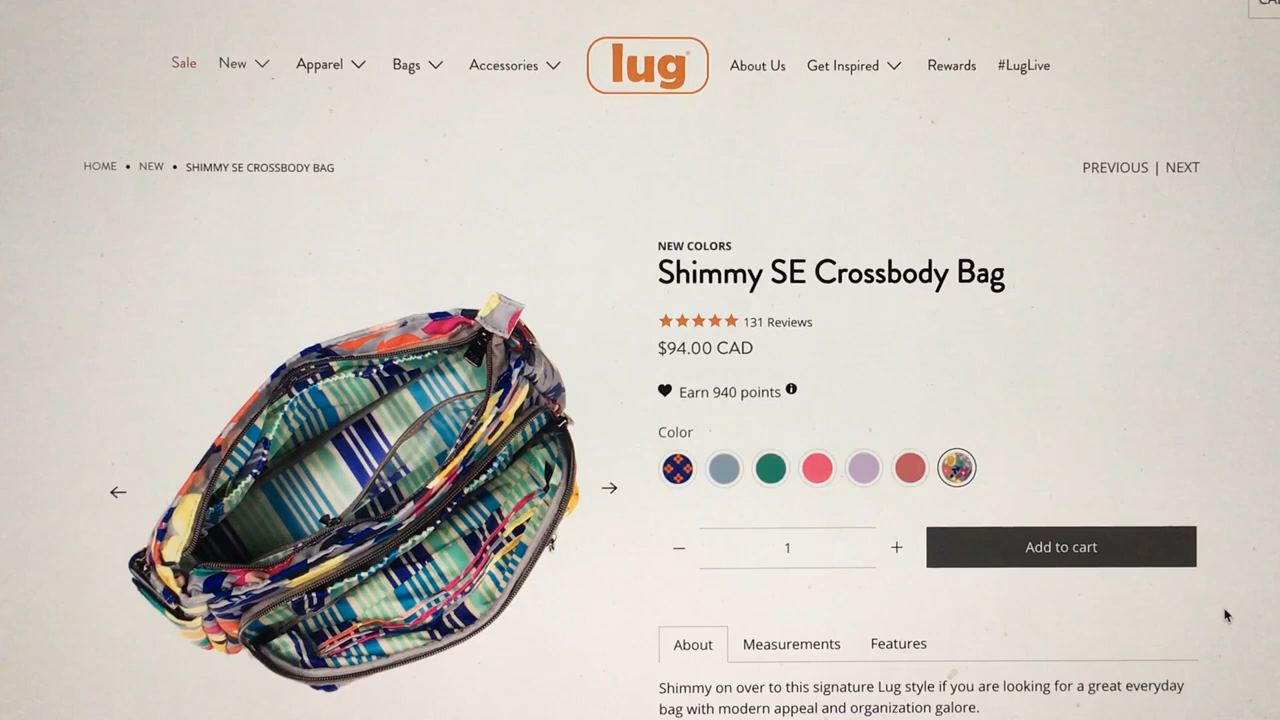 Sale New Apparel Bags Accessories lug® About Us Get Inspired Rewards #LugLive
HOME • NEW • SHIMMY SE CROSSBODY BAG
PREVIOUS | NEXT
NEW COLORS
Shimmy SE Crossbody Bag
131 Reviews
$94.00 CAD
Earn 940 points
Color
− 1 + Add to cart
About Measurements Features
Shimmy on over to this signature Lug style if you are looking for a great everyday
bag with modern appeal and organization galore.